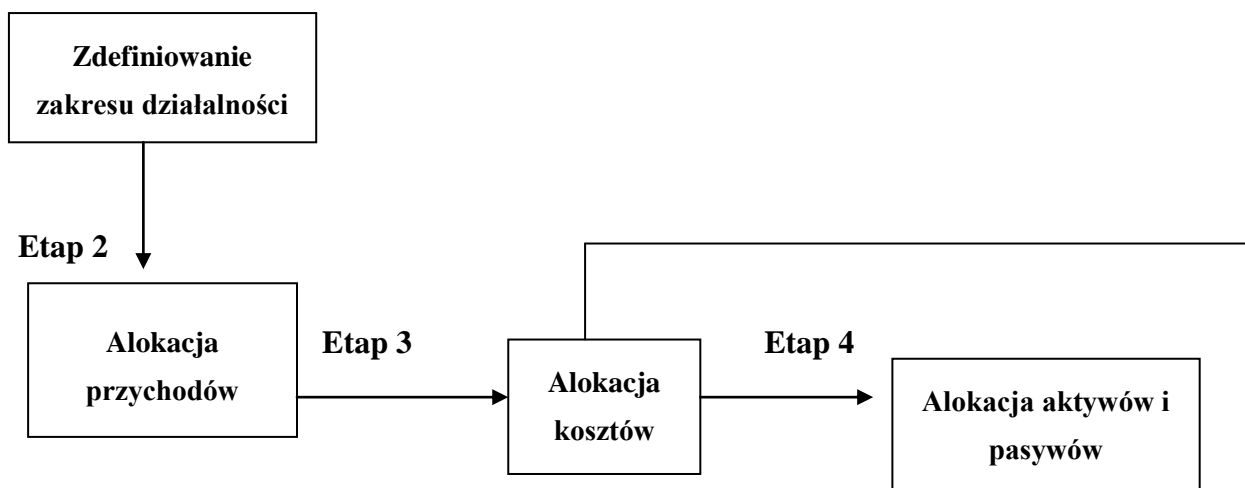 Zdefiniowanie
zakresu działalności
Etap 2
Alokacja
przychodów
Etap 3
Alokacja
kosztów
Etap 4
Alokacja aktywów i
pasywów